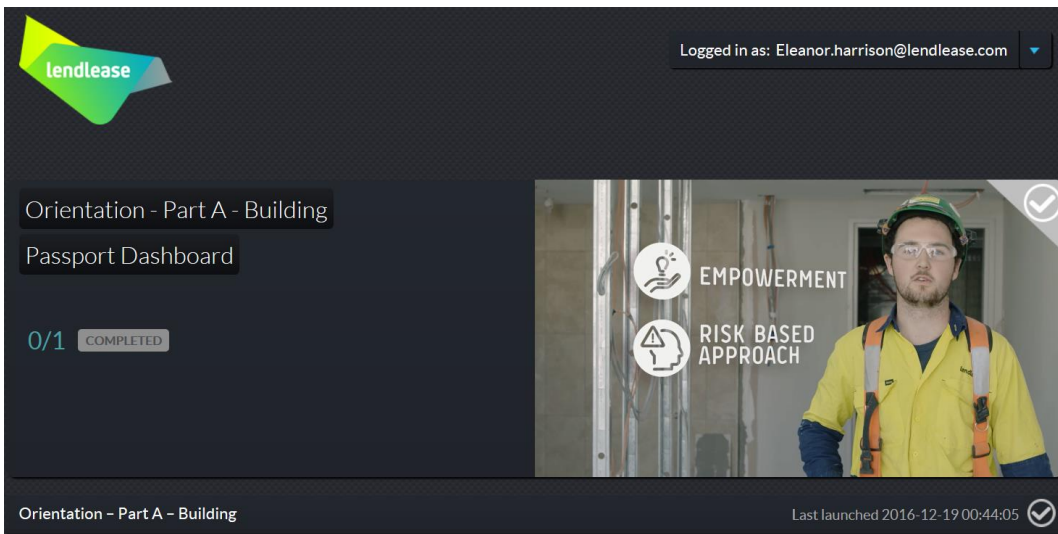 lendlease
Logged in as: Eleanor.harrison@lendlease.com
Orientation - Part A - Building
Passport Dashboard
0/1 COMPLETED
EMPOWERMENT
RISK BASED
APPROACH
Orientation – Part A – Building
Last launched 2016-12-19 00:44:05